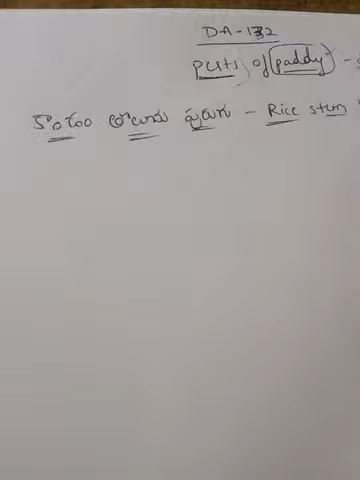 DA-132
pests of paddy -
కాండం తొలుచు పురుగు - Rice stem